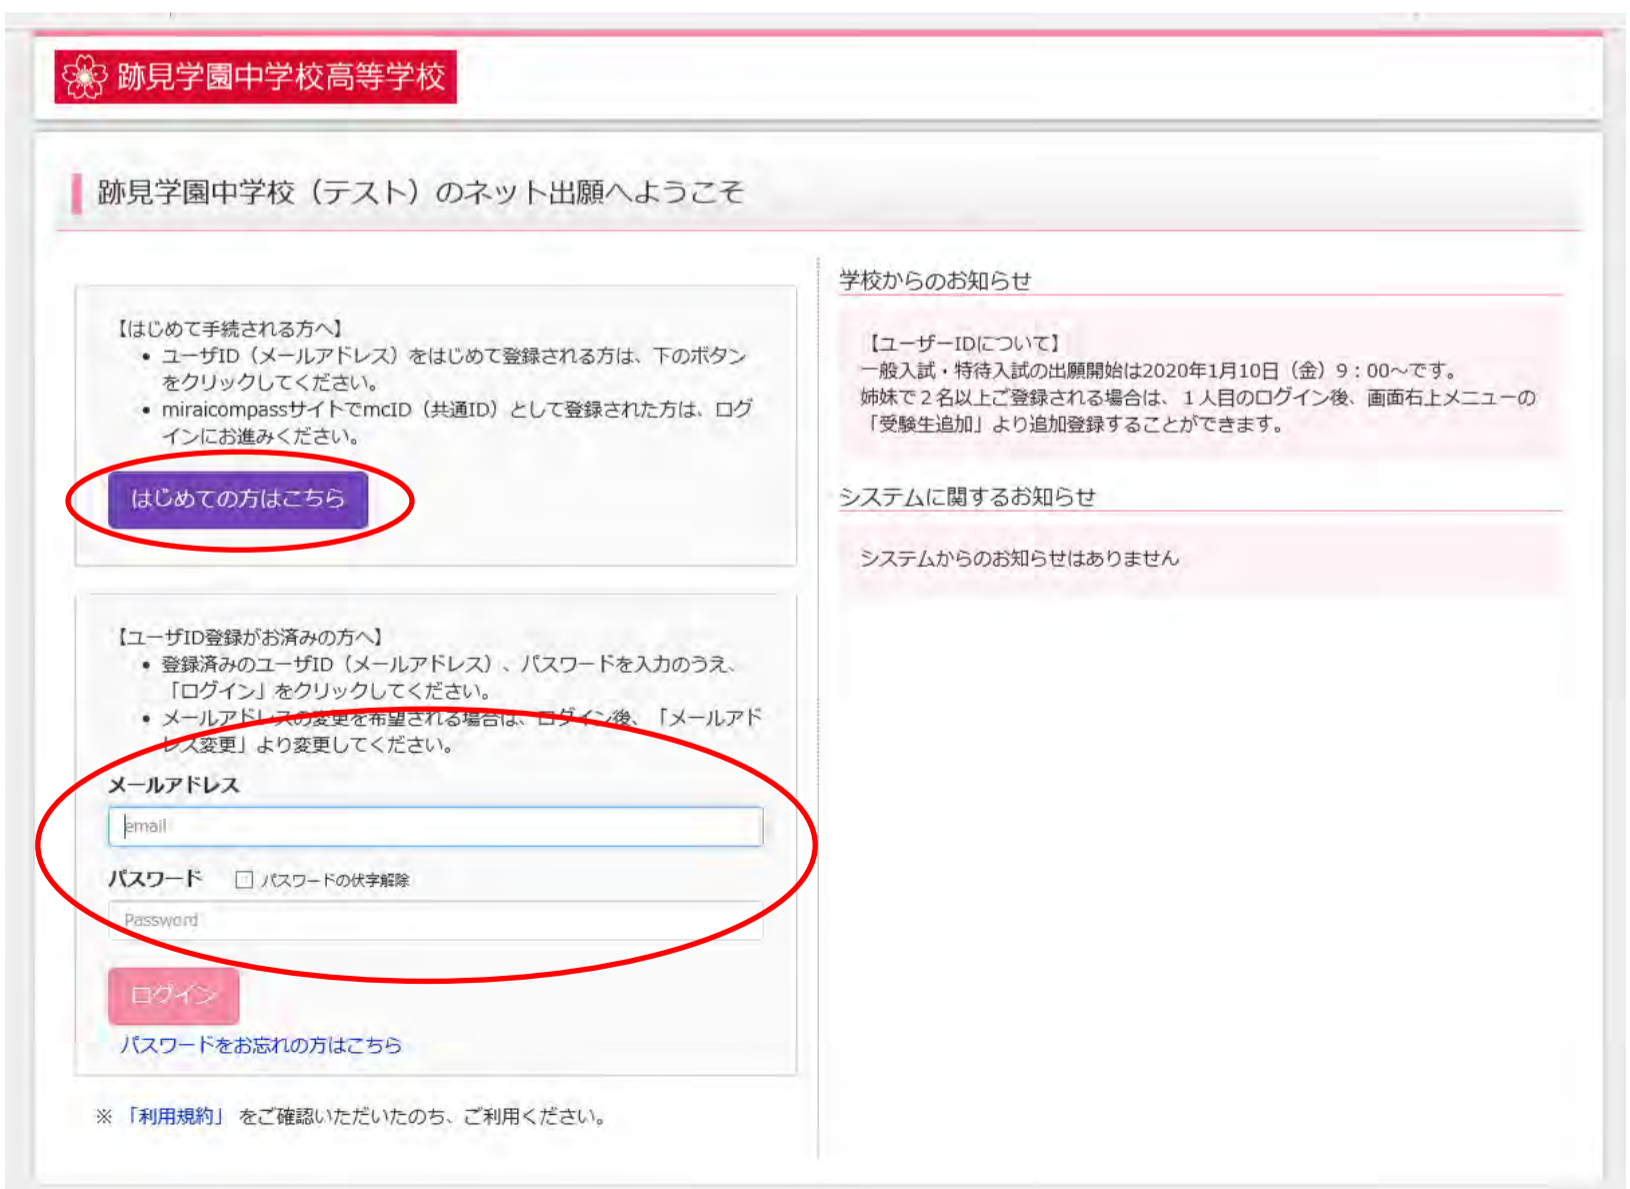 跡見学園中学校高等学校
跡見学園中学校（テスト）のネット出願へようこそ
【はじめて手続される方へ】
• ユーザID（メールアドレス）をはじめて登録される方は、下のボタン
をクリックしてください。
• miraicompassサイトでmcID（共通ID）として登録された方は、ログ
インにお進みください。
はじめての方はこちら
【ユーザID登録がお済みの方へ】
• 登録済みのユーザID（メールアドレス）、パスワードを入力のうえ、
「ログイン」をクリックしてください。
• メールアドレスの変更を希望される場合は、ログイン後、「メールアド
レス変更」より変更してください。
メールアドレス
email
パスワード □ パスワードの伏字解除
Password
ログイン
パスワードをお忘れの方はこちら
※「利用規約」をご確認いただいたのち、ご利用ください。
学校からのお知らせ
【ユーザーIDについて】
一般入試・特待入試の出願開始は2020年1月10日（金）9：00～です。
姉妹で２名以上ご登録される場合は、１人目のログイン後、画面右上メニューの
「受験生追加」より追加登録することができます。
システムに関するお知らせ
システムからのお知らせはありません